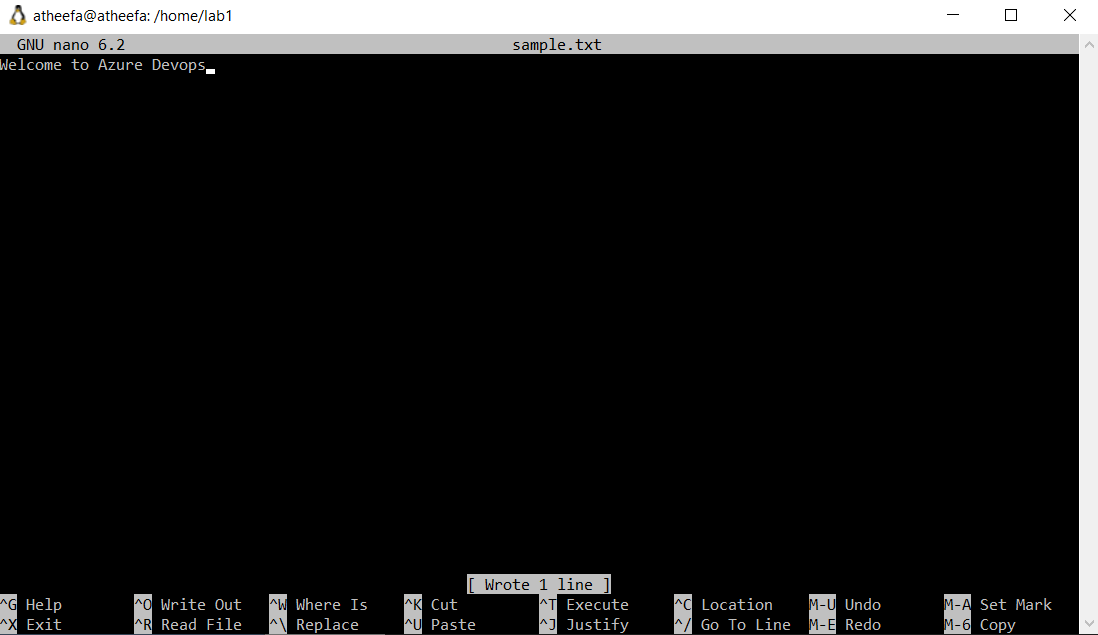 atheefa@atheefa: /home/lab1
GNU nano 6.2 sample.txt
Welcome to Azure Devops
[ Wrote 1 line ]
^G Help ^O Write Out ^W Where Is ^K Cut ^T Execute ^C Location M-U Undo M-A Set Mark
^X Exit ^R Read File ^\ Replace ^U Paste ^J Justify ^/ Go To Line M-E Redo M-6 Copy